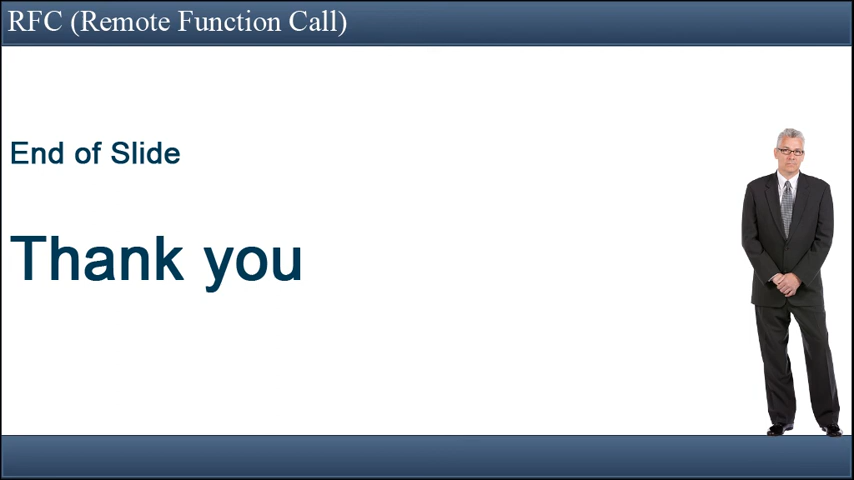 RFC (Remote Function Call)
End of Slide
Thank you